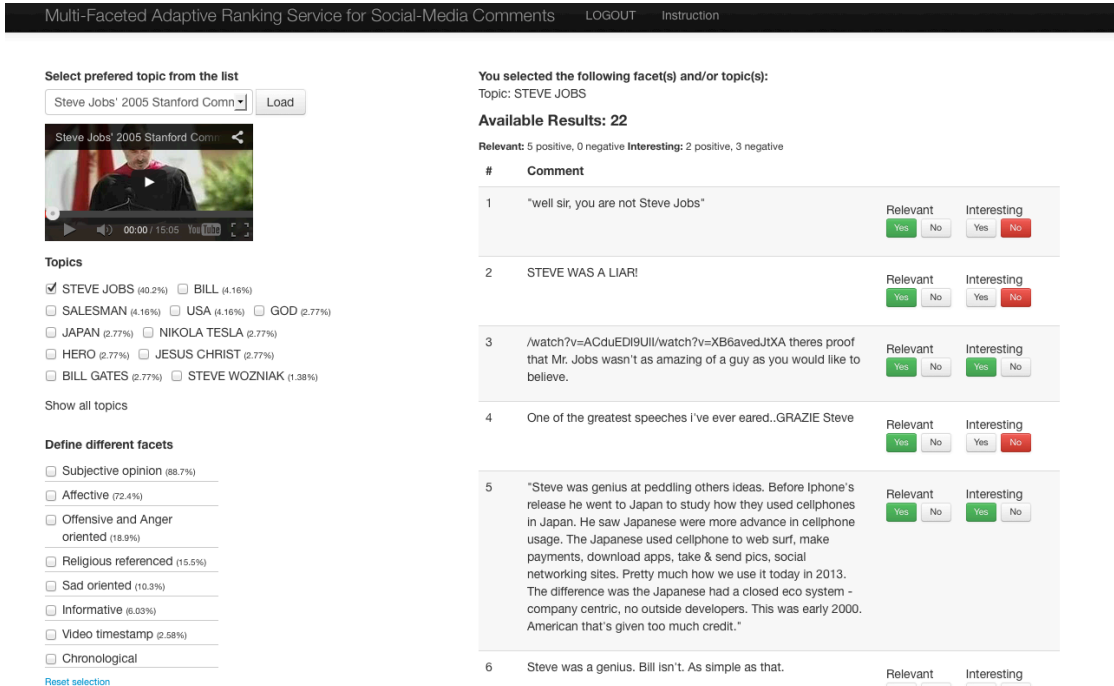 Multi-Faceted Adaptive Ranking Service for Social-Media Comments LOGOUT Instruction
Select prefered topic from the list
Steve Jobs' 2005 Stanford Comn
Load
Steve Jobs' 2005 Stanford Com
00:00 / 15:05 YouTube
Topics
STEVE JOBS (40.2%) BILL (4.16%)
SALESMAN (4.16%) USA (4.16%) GOD (2.77%)
JAPAN (2.77%) NIKOLA TESLA (2.77%)
HERO (2.77%) JESUS CHRIST (2.77%)
BILL GATES (2.77%) STEVE WOZNIAK (1.38%)
Show all topics
Define different facets
Subjective opinion (88.7%)
Affective (72.4%)
Offensive and Anger
oriented (18.9%)
Religious referenced (15.5%)
Sad oriented (10.3%)
Informative (6.03%)
Video timestamp (2.58%)
Chronological
Reset selection
You selected the following facet(s) and/or topic(s):
Topic: STEVE JOBS
Available Results: 22
Relevant: 5 positive, 0 negative Interesting: 2 positive, 3 negative
# Comment
1 "well sir, you are not Steve Jobs"
Relevant Interesting
Yes No Yes No
2 STEVE WAS A LIAR!
Relevant Interesting
Yes No Yes No
3 /watch?v=ACduEDI9UII/watch?v=XB6avedJtXA theres proof
that Mr. Jobs wasn't as amazing of a guy as you would like to
believe.
Relevant Interesting
Yes No Yes No
4 One of the greatest speeches i've ever eared..GRAZIE Steve
Relevant Interesting
Yes No Yes No
5 "Steve was genius at peddling others ideas. Before Iphone's
release he went to Japan to study how they used cellphones
in Japan. He saw Japanese were more advance in cellphone
usage. The Japanese used cellphone to web surf, make
payments, download apps, take & send pics, social
networking sites. Pretty much how we use it today in 2013.
The difference was the Japanese had a closed eco system -
company centric, no outside developers. This was early 2000.
American that's given too much credit."
Relevant Interesting
Yes No Yes No
6 Steve was a genius. Bill isn't. As simple as that.
Relevant Interesting